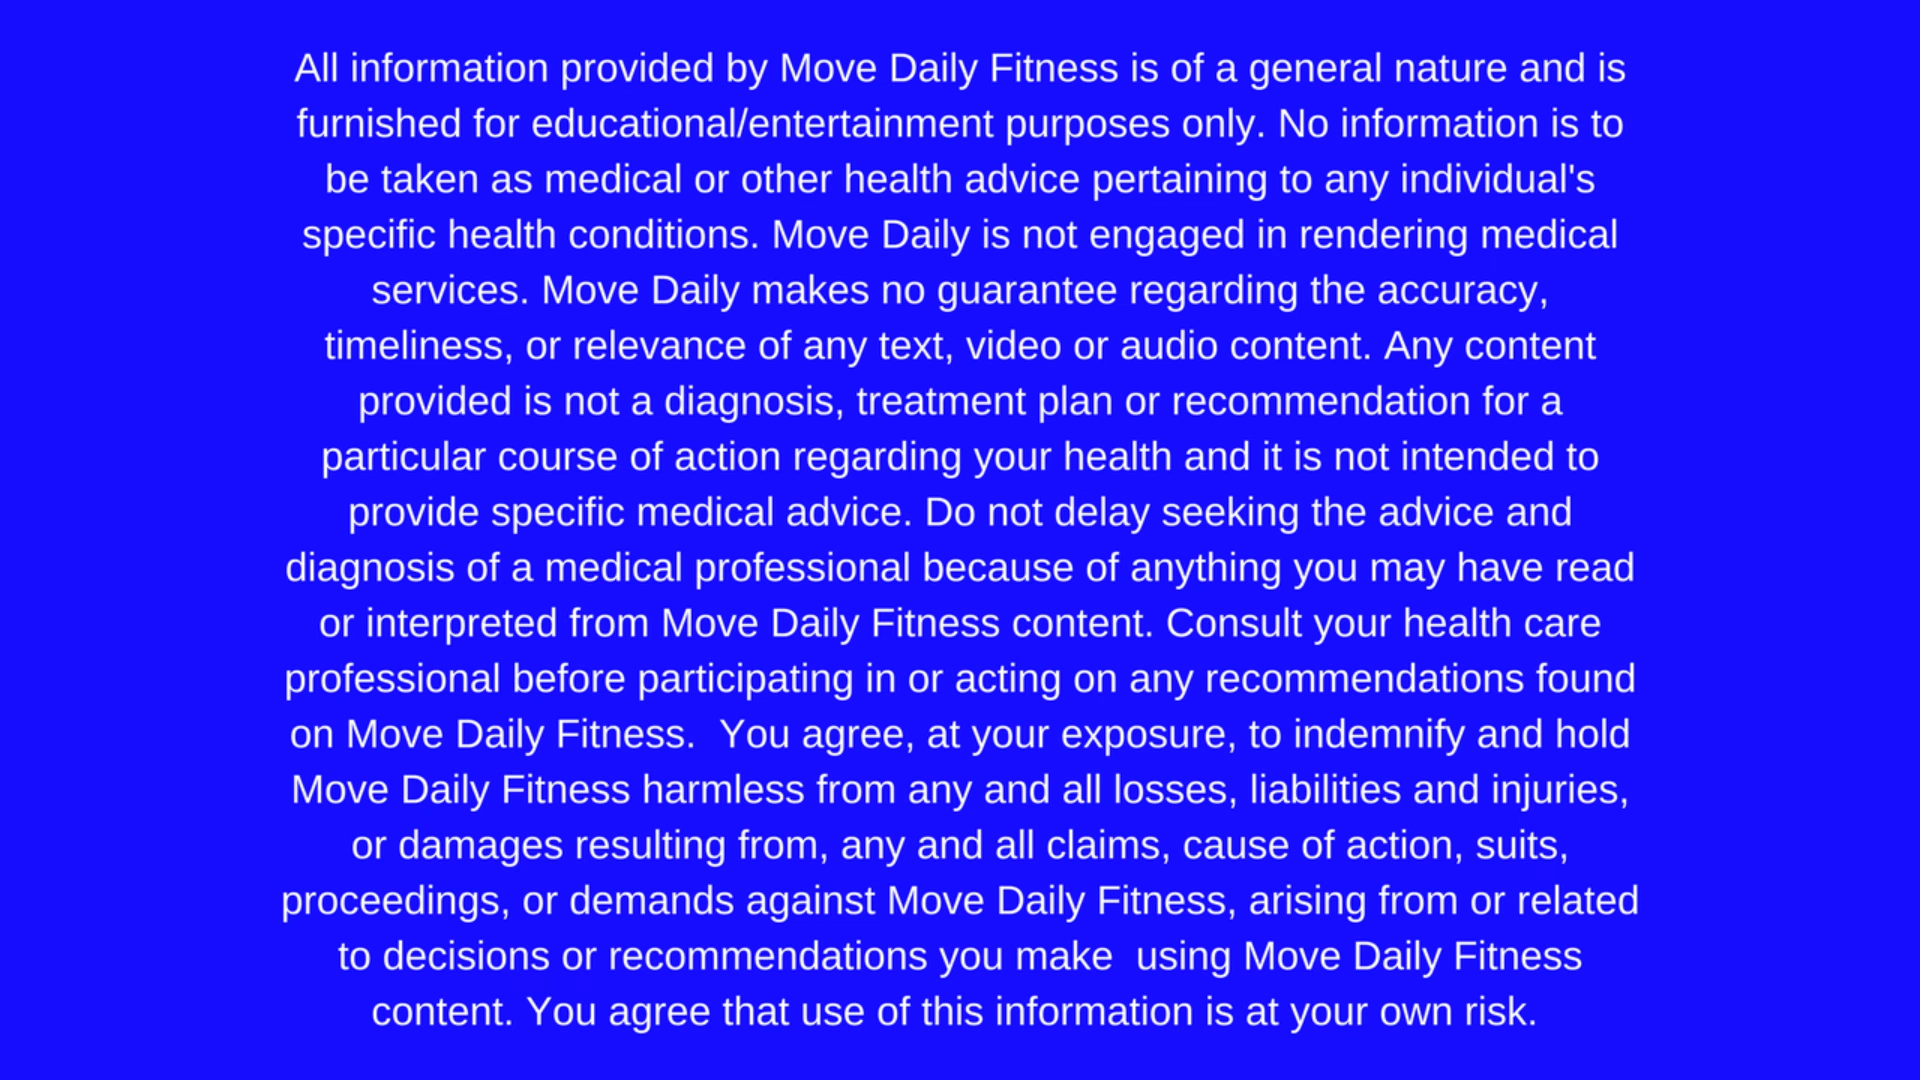 All information provided by Move Daily Fitness is of a general nature and is
furnished for educational/entertainment purposes only. No information is to
be taken as medical or other health advice pertaining to any individual's
specific health conditions. Move Daily is not engaged in rendering medical
services. Move Daily makes no guarantee regarding the accuracy,
timeliness, or relevance of any text, video or audio content. Any content
provided is not a diagnosis, treatment plan or recommendation for a
particular course of action regarding your health and it is not intended to
provide specific medical advice. Do not delay seeking the advice and
diagnosis of a medical professional because of anything you may have read
or interpreted from Move Daily Fitness content. Consult your health care
professional before participating in or acting on any recommendations found
on Move Daily Fitness.  You agree, at your exposure, to indemnify and hold
Move Daily Fitness harmless from any and all losses, liabilities and injuries,
or damages resulting from, any and all claims, cause of action, suits,
proceedings, or demands against Move Daily Fitness, arising from or related
to decisions or recommendations you make  using Move Daily Fitness
content. You agree that use of this information is at your own risk.